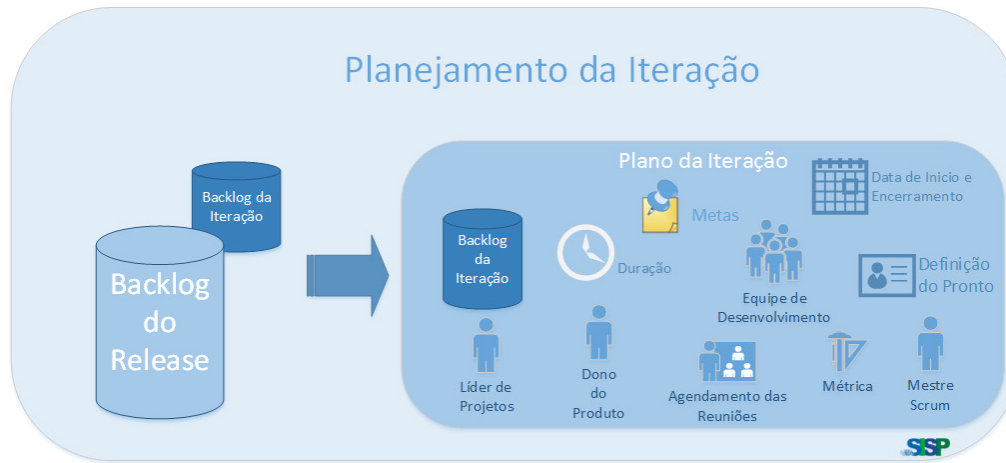 Planejamento da Iteração
Backlog da
Iteração
Backlog
do
Release
Plano da Iteração
Backlog
da
Iteração
Duração
Metas
Data de Inicio e
Encerramento
Equipe de
Desenvolvimento
Definição
do Pronto
Líder de
Projetos
Dono
do
Produto
Agendamento das
Reuniões
Métrica
Mestre
Scrum
SISP